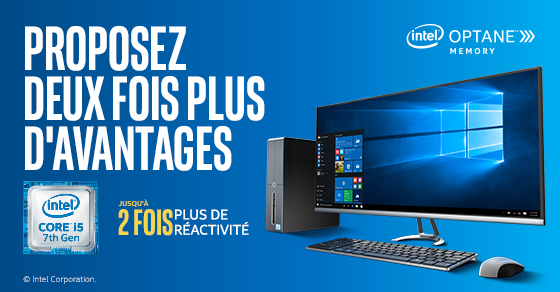 PROPOSEZ
DEUX FOIS PLUS
D'AVANTAGES
intel OPTANE™
MEMORY
intel
CORE i5
7th Gen
JUSQU'À
2 FOIS PLUS DE
RÉACTIVITÉ
© Intel Corporation.